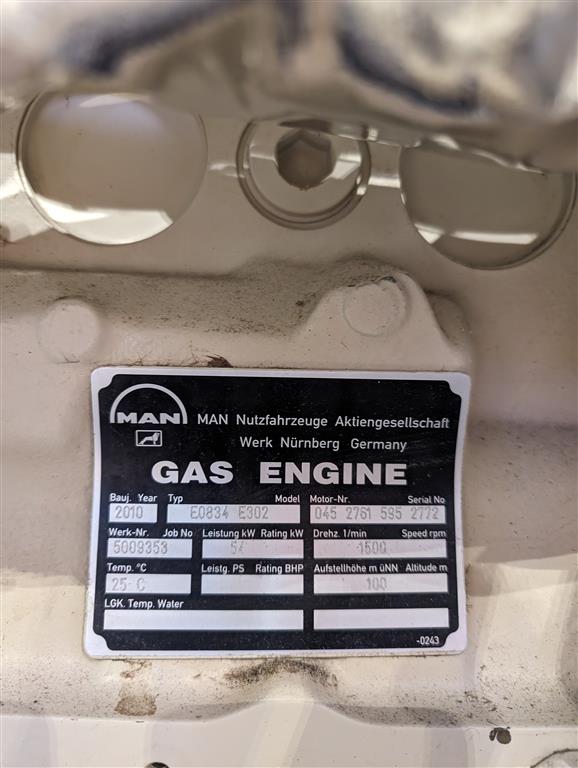 MAN
MAN Nutzfahrzeuge Aktiengesellschaft
Werk Nürnberg Germany
GAS ENGINE
Bauj. Year Typ Model Motor-Nr. Serial No
2010 E0834 E302 045 2761 595 2772
Werk-Nr. Job No Leistung kW Rating kW Drehz. 1/min Speed rpm
5009353 54 1500
Temp. °C Leistg. PS Rating BHP Aufstellhöhe m üNN Altitude m
25 C 100
LGK. Temp. Water
-0243